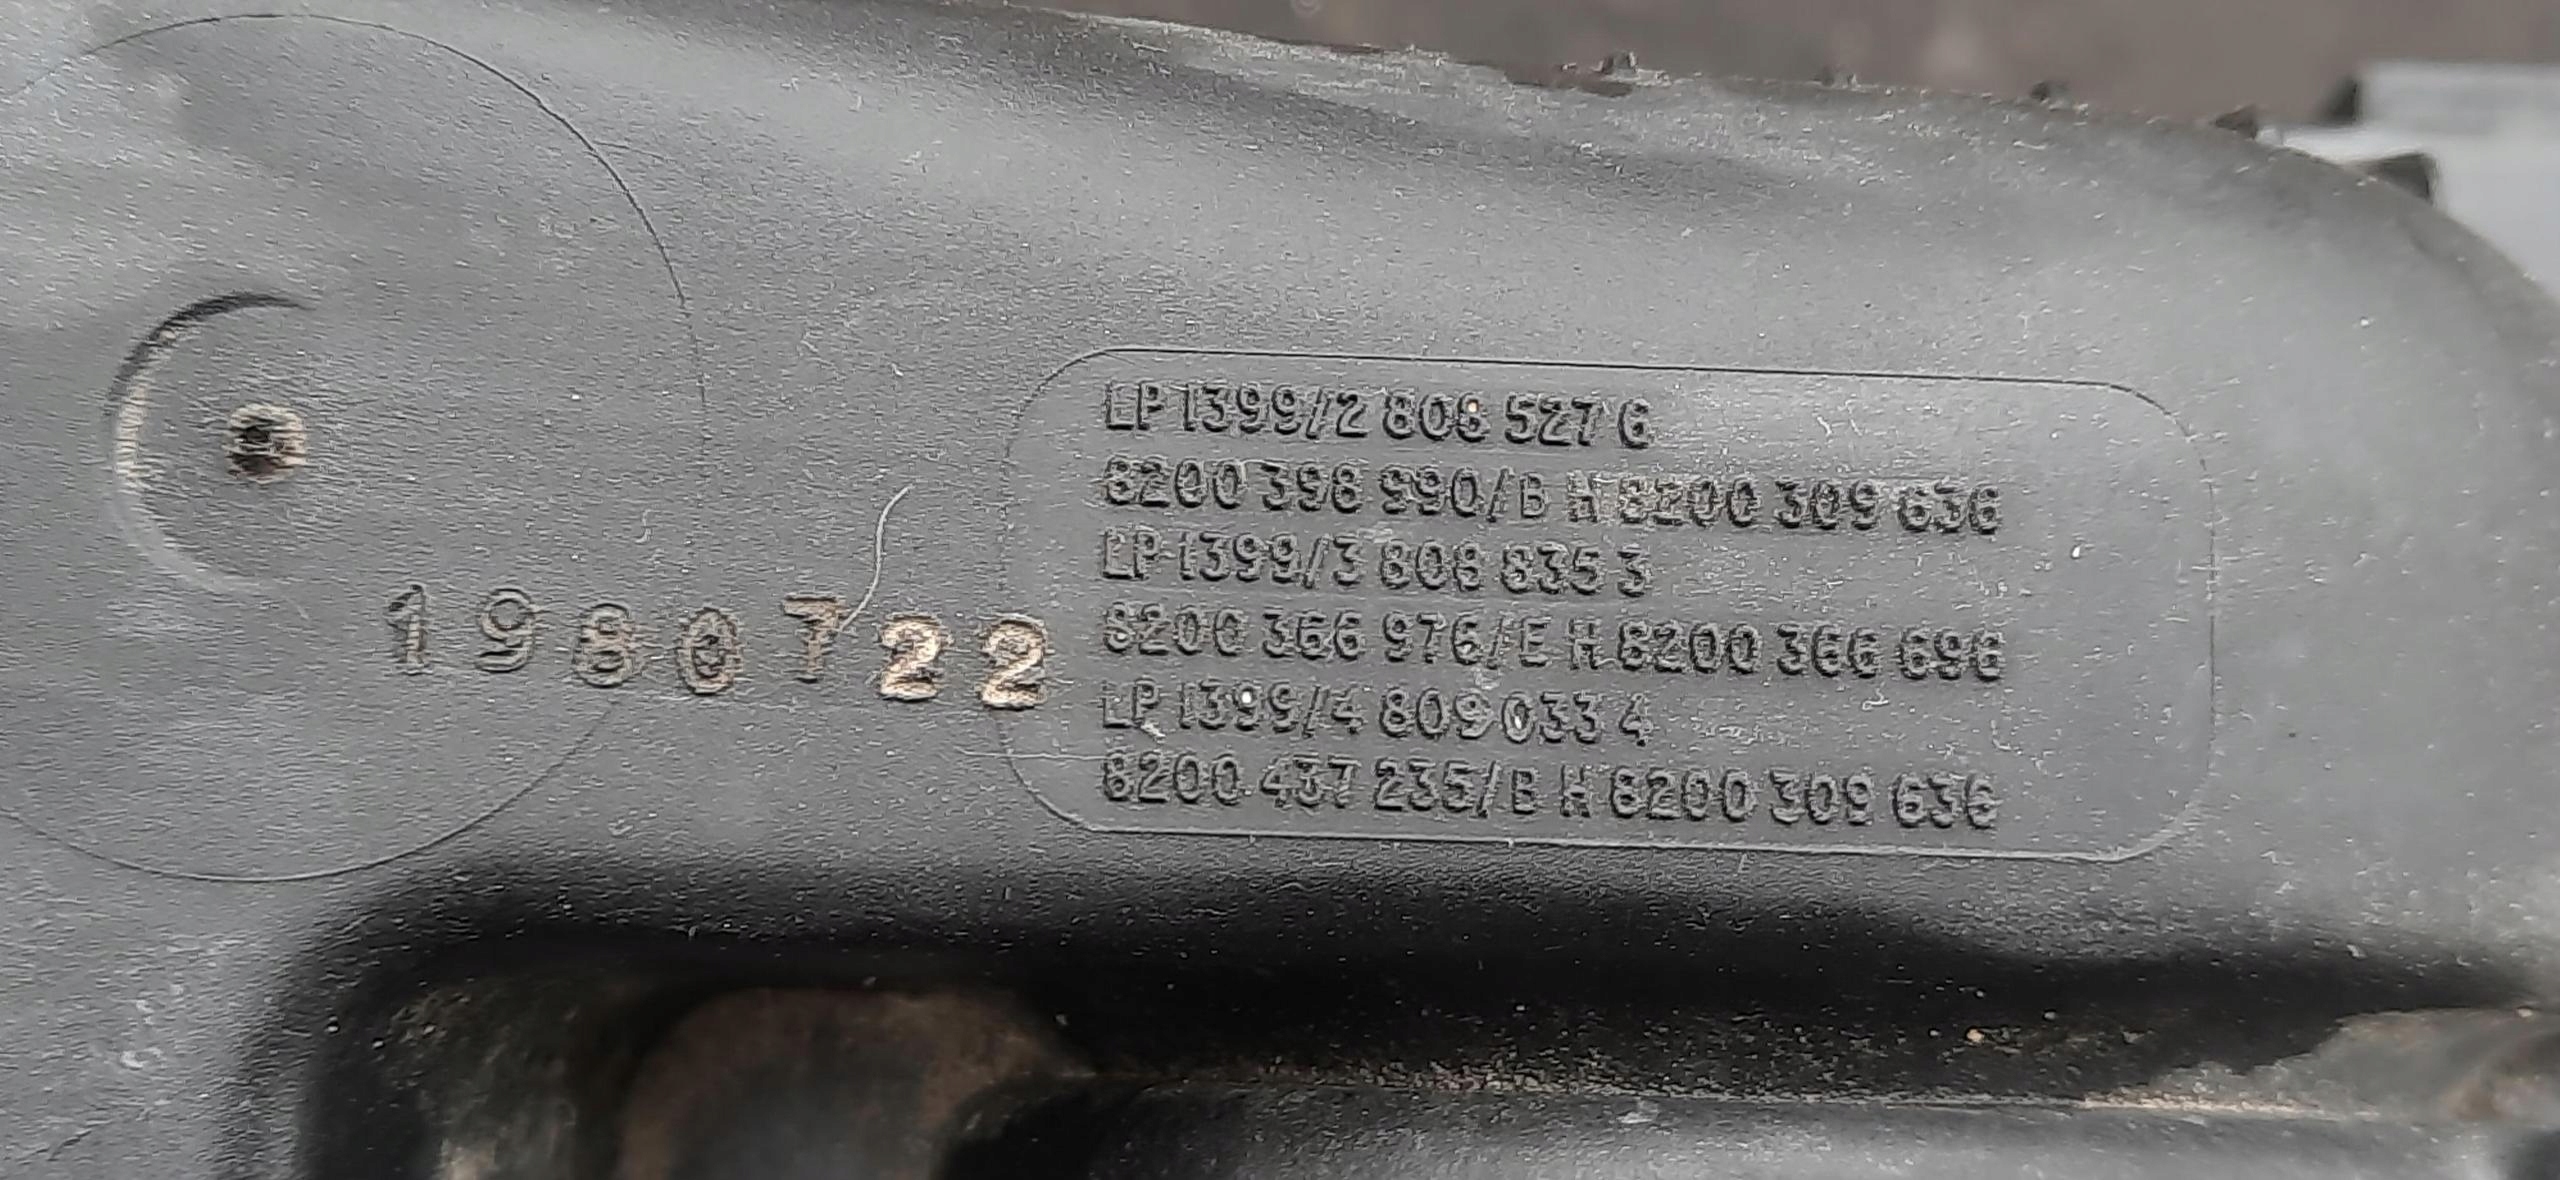 1980722
LP 1399/2 808 527 6
8200 398 990/B H 8200 309 636
LP 1399/3 808 835 3
8200 366 976/E H 8200 366 696
LP 1399/4 809 033 4
8200 437 235/B H 8200 309 636